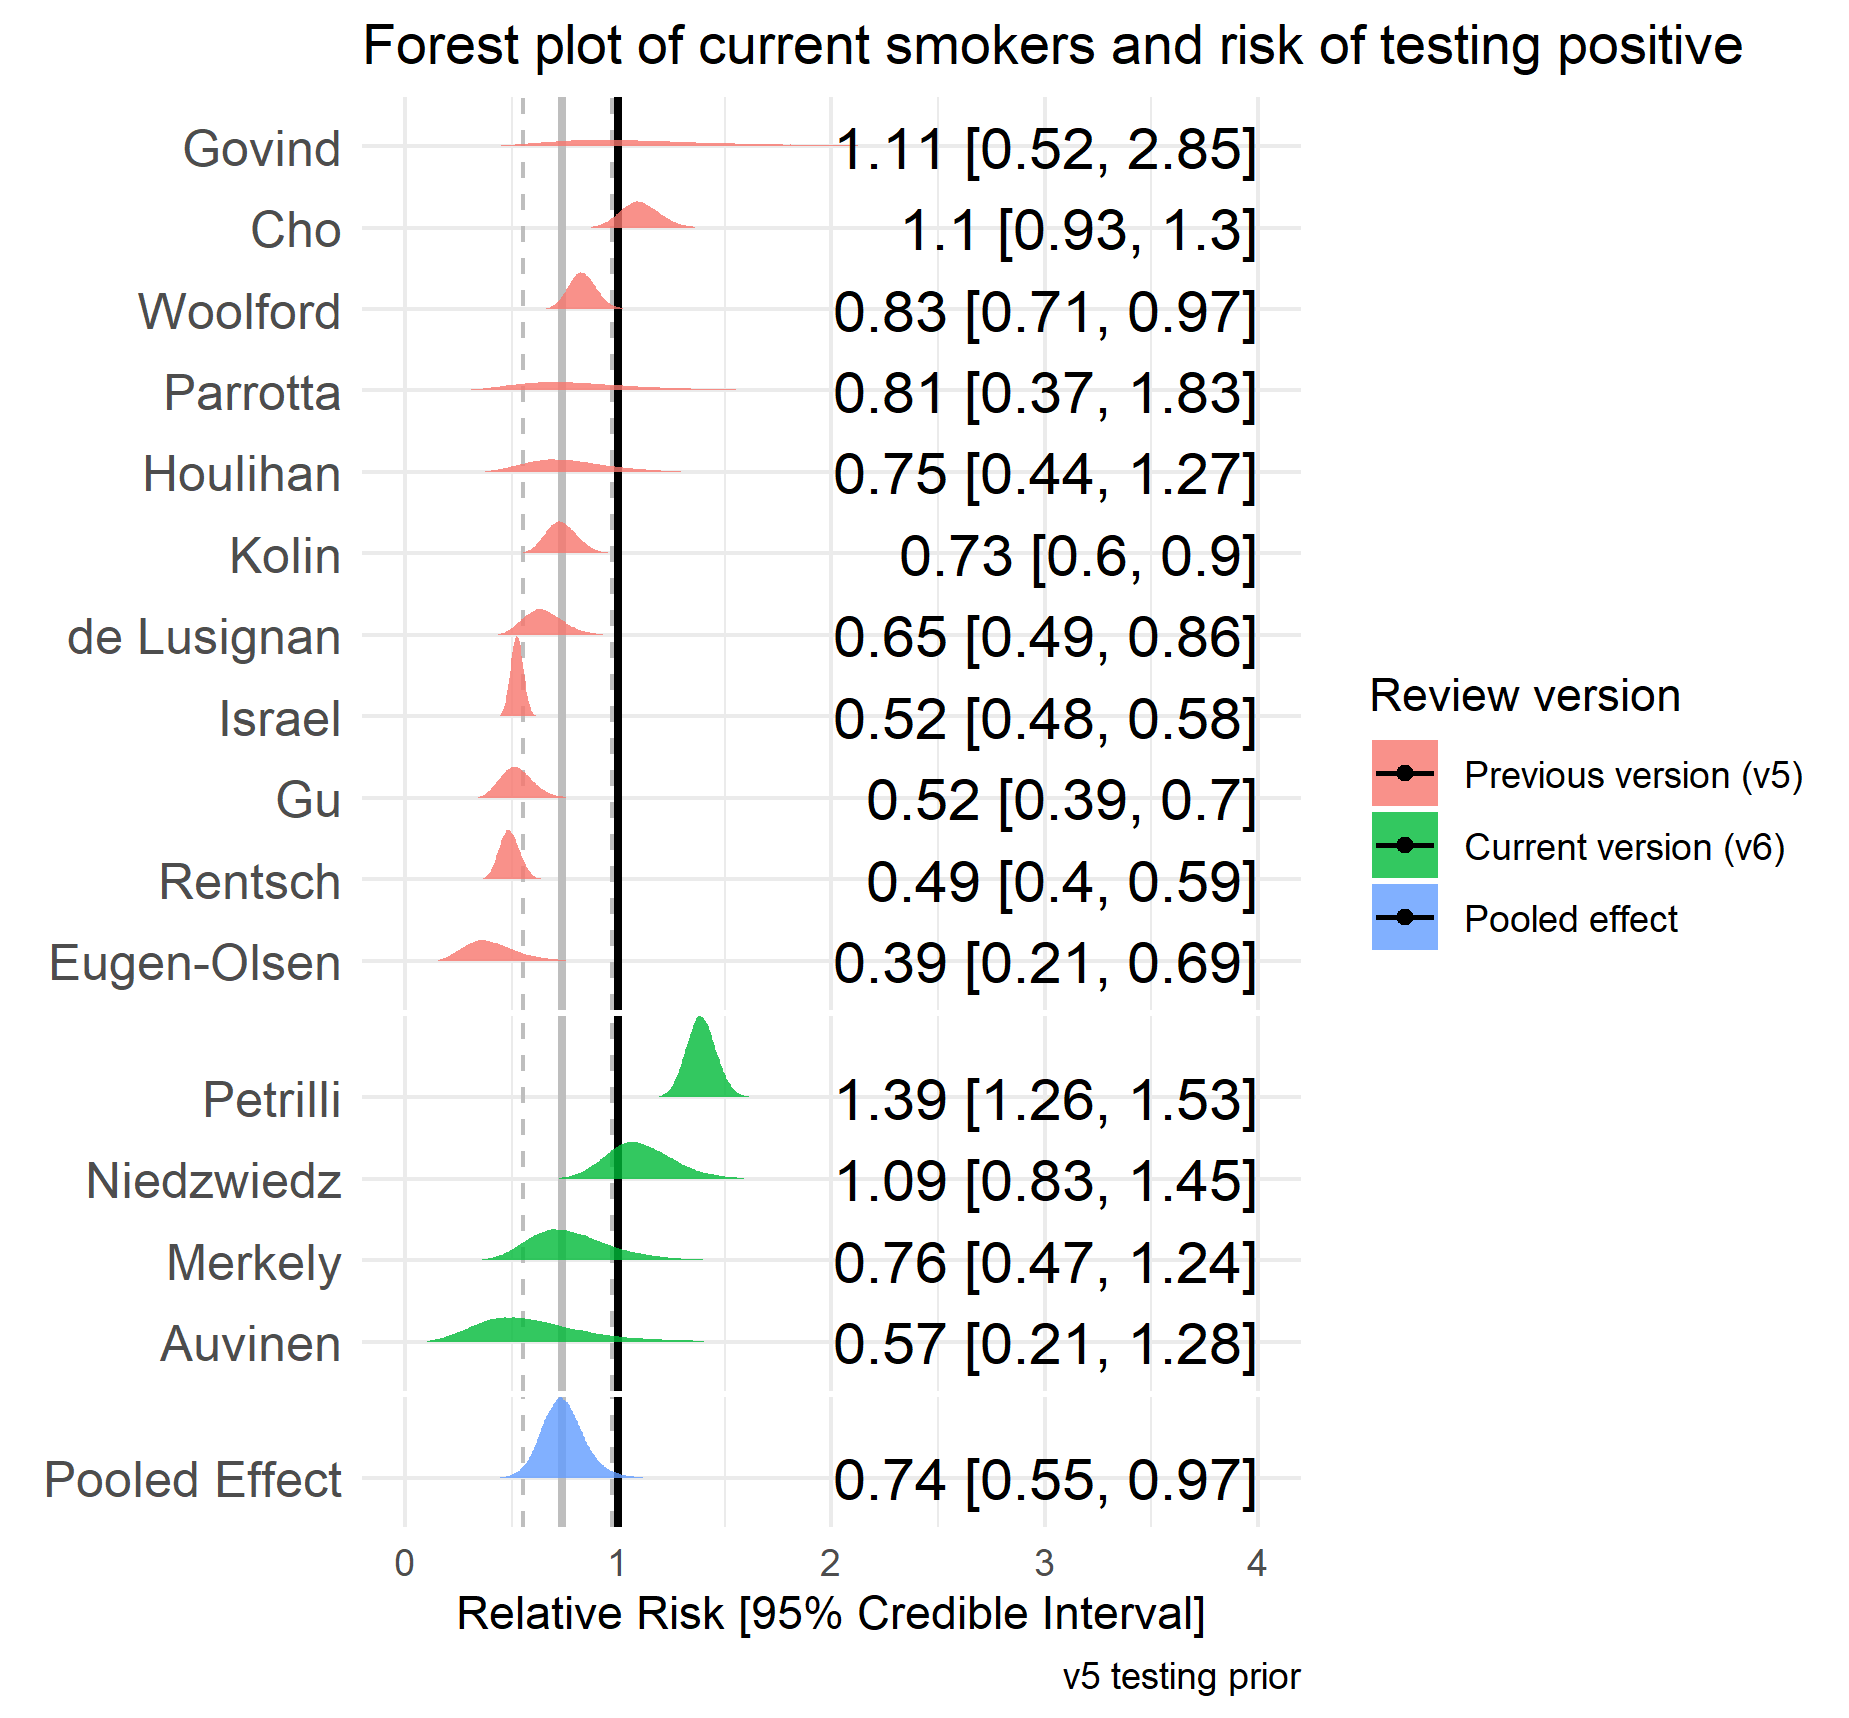 Forest plot of current smokers and risk of testing positive
Govind 1.11 [0.52, 2.85]
Cho 1.1 [0.93, 1.3]
Woolford 0.83 [0.71, 0.97]
Parrotta 0.81 [0.37, 1.83]
Houlihan 0.75 [0.44, 1.27]
Kolin 0.73 [0.6, 0.9]
de Lusignan 0.65 [0.49, 0.86]
Israel 0.52 [0.48, 0.58]
Gu 0.52 [0.39, 0.7]
Rentsch 0.49 [0.4, 0.59]
Eugen-Olsen 0.39 [0.21, 0.69]
Petrilli 1.39 [1.26, 1.53]
Niedzwiedz 1.09 [0.83, 1.45]
Merkely 0.76 [0.47, 1.24]
Auvinen 0.57 [0.21, 1.28]
Pooled Effect 0.74 [0.55, 0.97]
0 1 2 3 4
Relative Risk [95% Credible Interval]
v5 testing prior
Review version
Previous version (v5)
Current version (v6)
Pooled effect